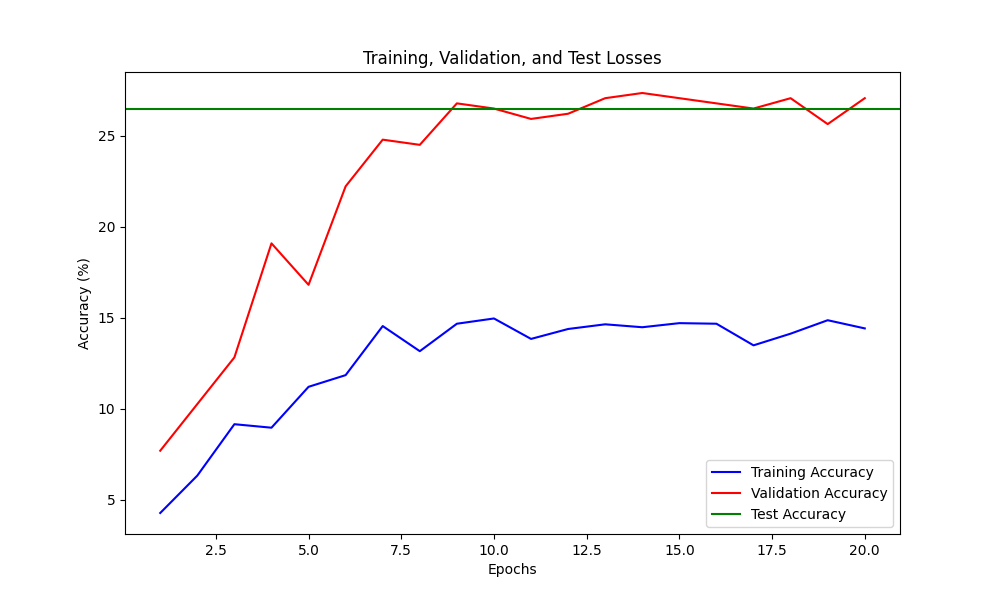 Training, Validation, and Test Losses
Accuracy (%)
25
20
15
10
5
2.5 5.0 7.5 10.0 12.5 15.0 17.5 20.0
Epochs
Training Accuracy
Validation Accuracy
Test Accuracy